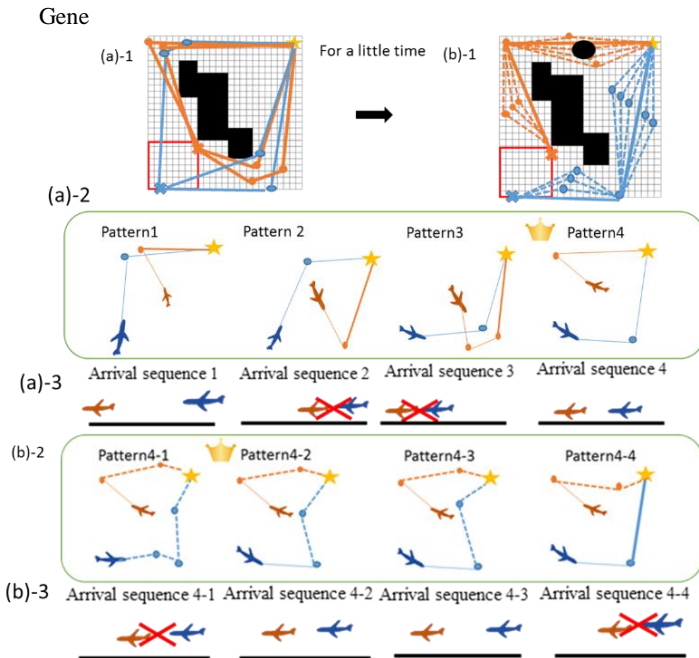 Gene
(a)-1
For a little time
(b)-1
(a)-2
Pattern1
Pattern 2
Pattern3
Pattern4
(a)-3
Arrival sequence 1
Arrival sequence 2
Arrival sequence 3
Arrival sequence 4
(b)-2
Pattern4-1
Pattern4-2
Pattern4-3
Pattern4-4
(b)-3
Arrival sequence 4-1
Arrival sequence 4-2
Arrival sequence 4-3
Arrival sequence 4-4